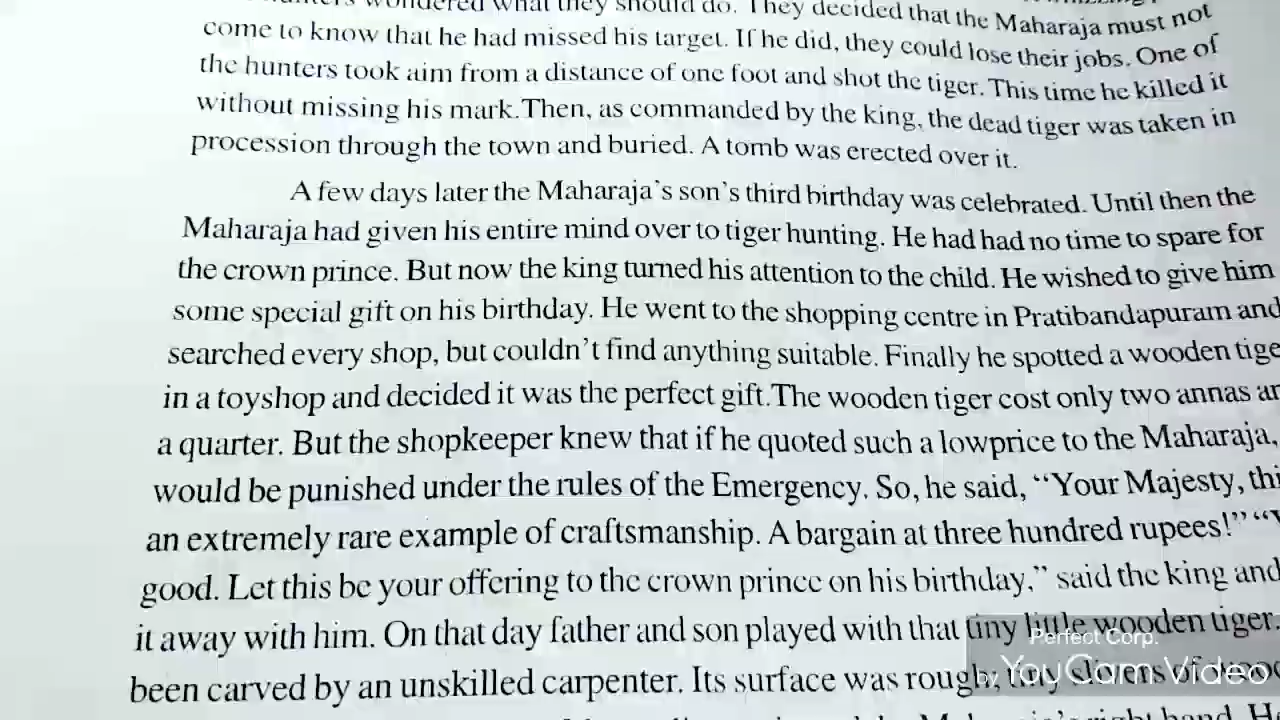 wondered what they should do. They decided that the Maharaja must not
come to know that he had missed his target. If he did, they could lose their jobs. One of
the hunters took aim from a distance of one foot and shot the tiger. This time he killed it
without missing his mark.Then, as commanded by the king, the dead tiger was taken in
procession through the town and buried. A tomb was erected over it.
A few days later the Maharaja's son's third birthday was celebrated. Until then the
Maharaja had given his entire mind over to tiger hunting. He had had no time to spare for
the crown prince. But now the king turned his attention to the child. He wished to give him
some special gift on his birthday. He went to the shopping centre in Pratibandapuram and
searched every shop, but couldn't find anything suitable. Finally he spotted a wooden tige
in a toyshop and decided it was the perfect gift.The wooden tiger cost only two annas
a quarter. But the shopkeeper knew that if he quoted such a lowprice to the Maharaja,
would be punished under the rules of the Emergency. So, he said, “Your Majesty, thi
an extremely rare example of craftsmanship. A bargain at three hundred rupees!” “
good. Let this be your offering to the crown prince on his birthday,” said the king and
it away with him. On that day father and son played with that tiny little wooden tiger.
been carved by an unskilled carpenter. Its surface was rough; tiny slivers of
Perfect Corp.
by YouCam Video